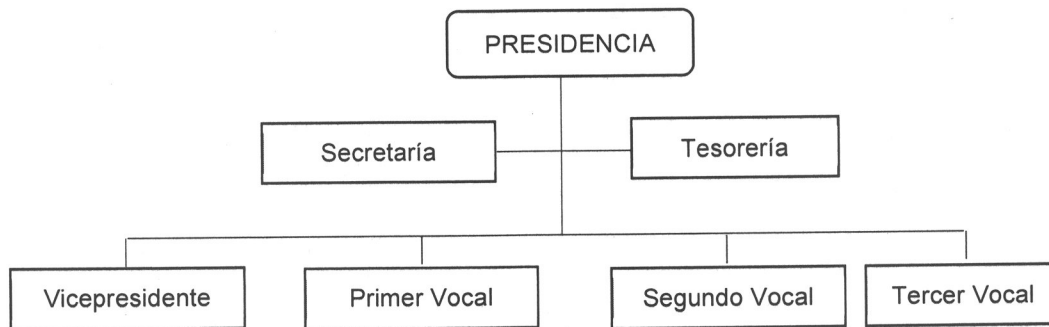 PRESIDENCIA
Secretaría
Tesorería
Vicepresidente
Primer Vocal
Segundo Vocal
Tercer Vocal